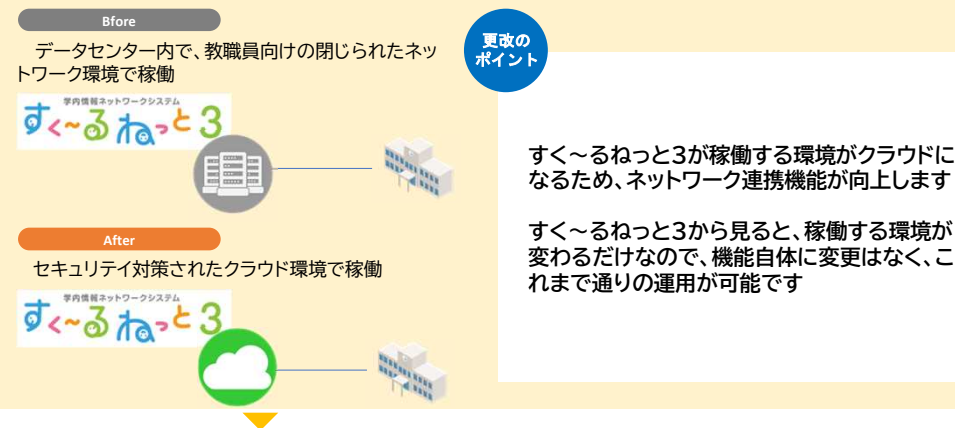 Bfore
データセンター内で、教職員向けの閉じられたネッ
トワーク環境で稼働
学内情報ネットワークシステム
すく～るねっと3
After
セキュリテイ対策されたクラウド環境で稼働
学内情報ネットワークシステム
すく～るねっと3
更改の
ポイント
すく～るねっと3が稼働する環境がクラウドに
なるため、ネットワーク連携機能が向上します
すく～るねっと3から見ると、稼働する環境が
変わるだけなので、機能自体に変更はなく、こ
れまで通りの運用が可能です